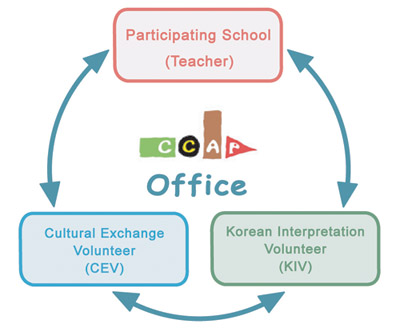 Participating School
(Teacher)
CCAP
Office
Cultural Exchange
Volunteer
(CEV)
Korean Interpretation
Volunteer
(KIV)